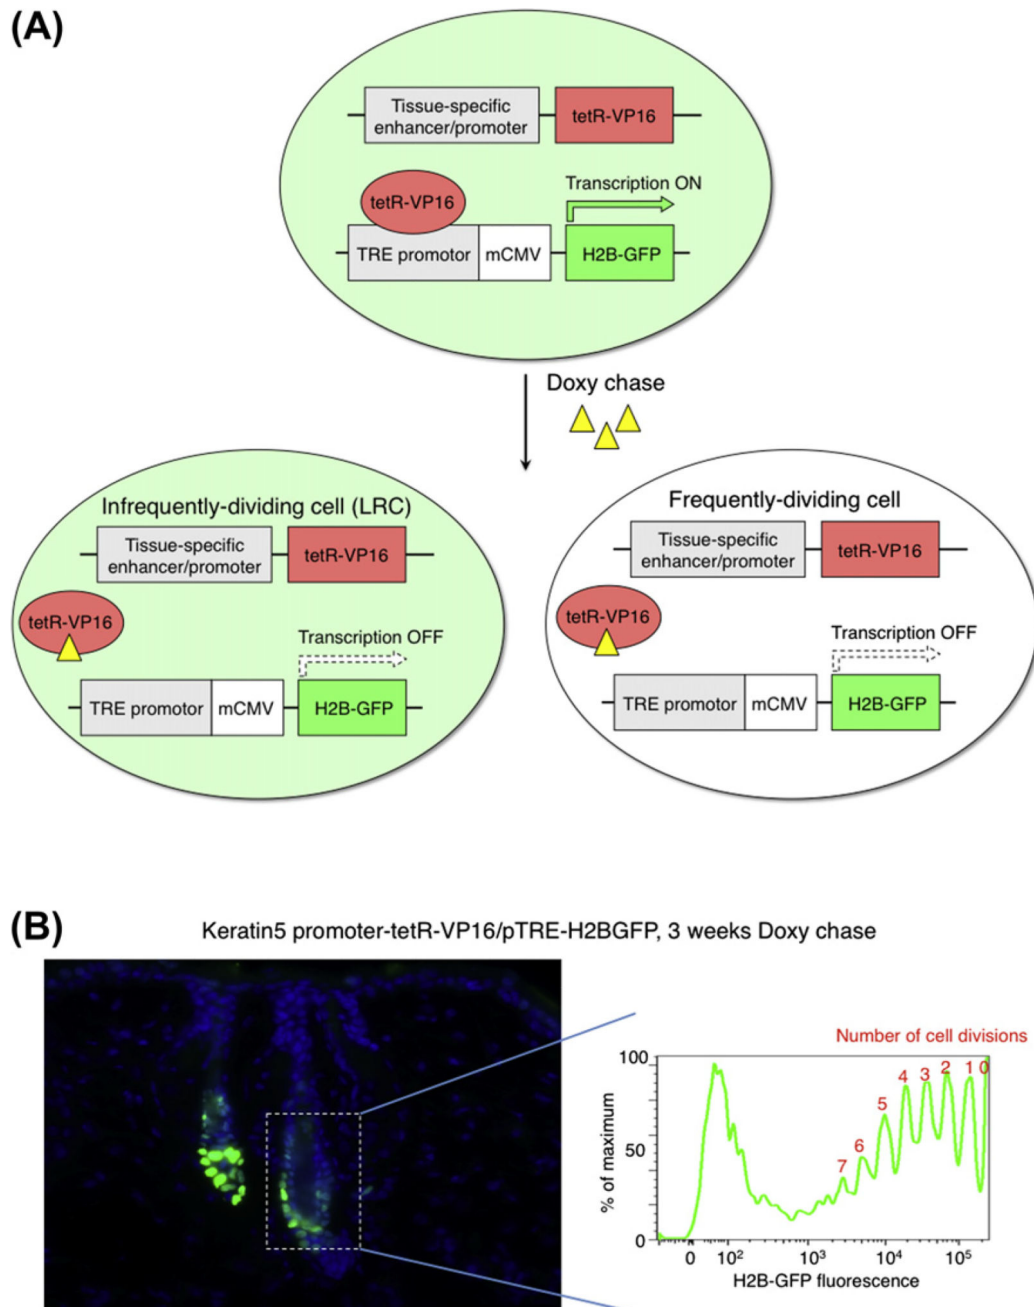 (A)
Tissue-specific
enhancer/promoter
tetR-VP16
Transcription ON
tetR-VP16
TRE promotor
mCMV
H2B-GFP
Doxy chase
Infrequently-dividing cell (LRC)
Tissue-specific
enhancer/promoter
tetR-VP16
tetR-VP16
Transcription OFF
TRE promotor
mCMV
H2B-GFP
Frequently-dividing cell
Tissue-specific
enhancer/promoter
tetR-VP16
tetR-VP16
Transcription OFF
TRE promotor
mCMV
H2B-GFP
(B)
Keratin5 promoter-tetR-VP16/pTRE-H2BGFP, 3 weeks Doxy chase
Number of cell divisions
7 6 5 4 3 2 1 0
% of maximum
100
50
0
0 10² 10³ 10⁴ 10⁵
H2B-GFP fluorescence